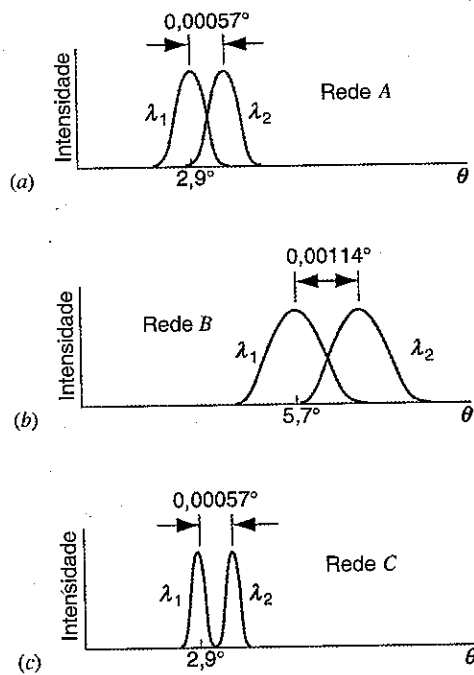 0,00057°
Intensidade
λ₁
λ₂
Rede A
2,9°
θ
(a)
0,00114°
Intensidade
Rede B
λ₁
λ₂
5,7°
θ
(b)
0,00057°
Intensidade
λ₁
λ₂
Rede C
2,9°
θ
(c)